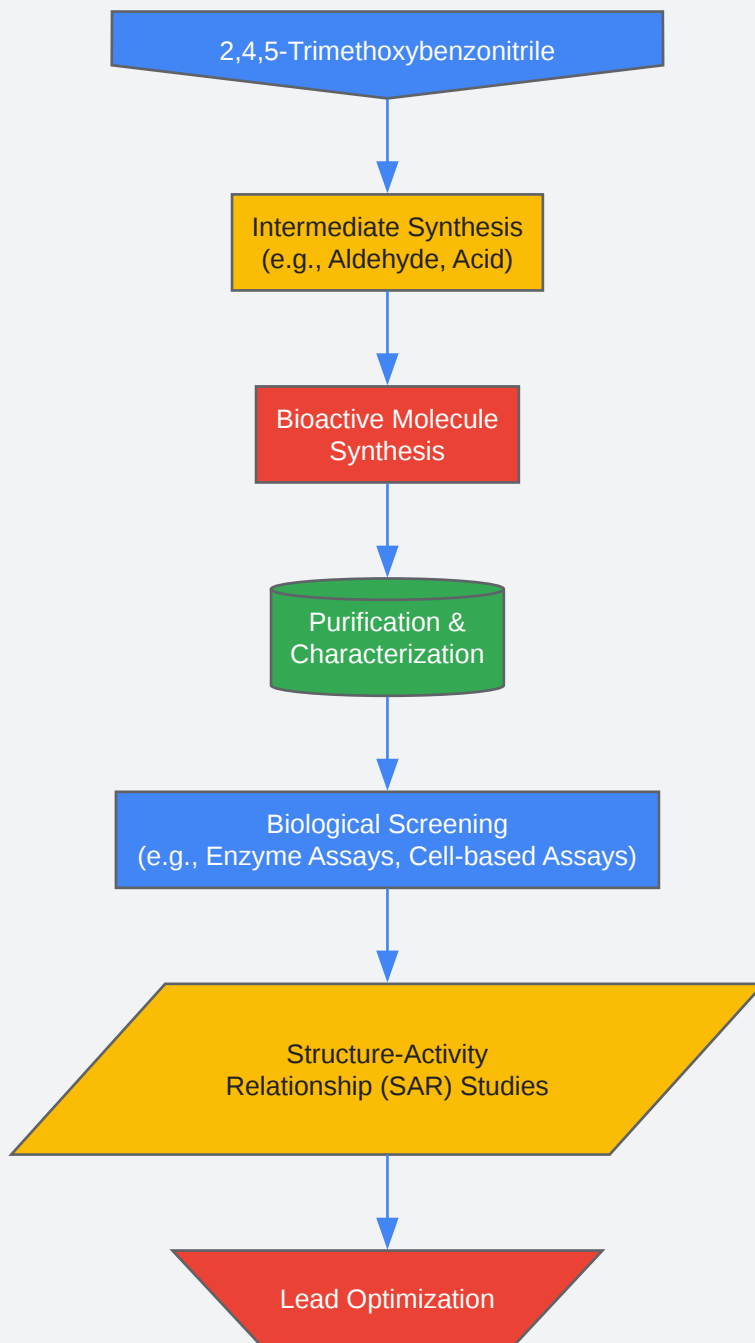 2,4,5-Trimethoxybenzonitrile
Intermediate Synthesis
(e.g., Aldehyde, Acid)
Bioactive Molecule
Synthesis
Purification &
Characterization
Biological Screening
(e.g., Enzyme Assays, Cell-based Assays)
Structure-Activity
Relationship (SAR) Studies
Lead Optimization